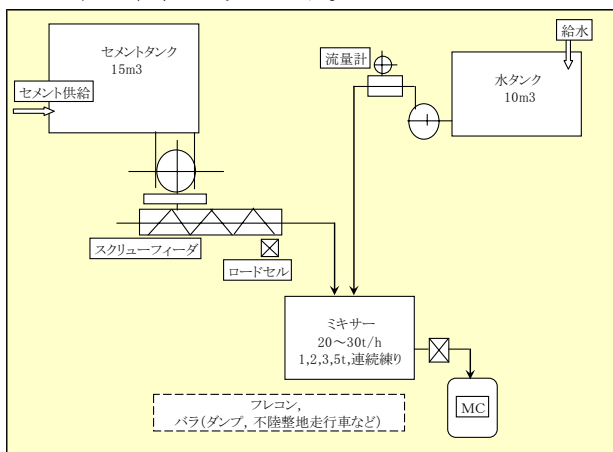 セメントタンク
15m3
セメント供給
給水
流量計
水タンク
10m3
スクリューフィーダ
ロードセル
ミキサー
20～30t/h
1,2,3,5t,連続練り
MC
フレコン,
バラ(ダンプ, 不陸整地走行車など)